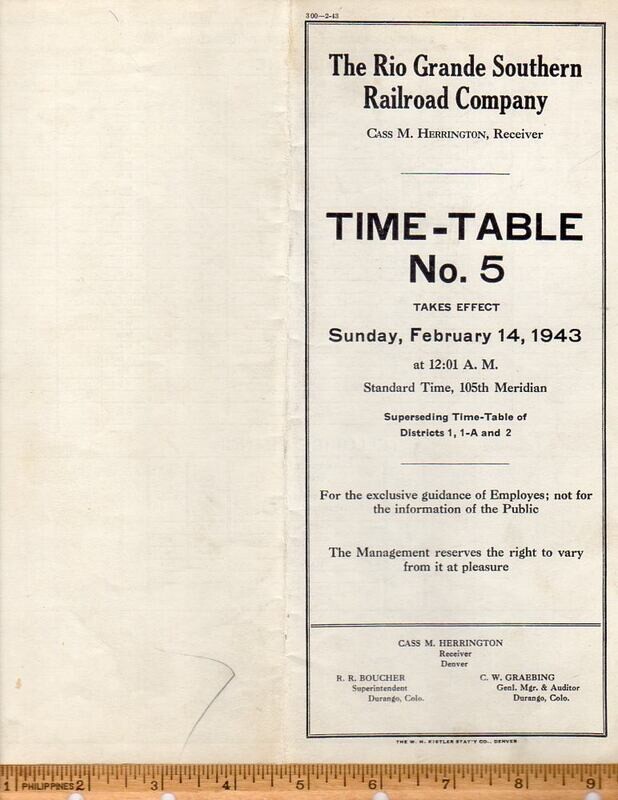 300—2-43
The Rio Grande Southern
Railroad Company
CASS M. HERRINGTON, Receiver
TIME-TABLE
No. 5
TAKES EFFECT
Sunday, February 14, 1943
at 12:01 A. M.
Standard Time, 105th Meridian
Superseding Time-Table of
Districts 1, 1-A and 2
For the exclusive guidance of Employes; not for
the information of the Public
The Management reserves the right to vary
from it at pleasure
CASS M. HERRINGTON
Receiver
Denver
R. R. BOUCHER
Superintendent
Durango, Colo.
C. W. GRAEBING
Genl. Mgr. & Auditor
Durango, Colo.
THE W. H. KISTLER STAT'Y CO., DENVER
1 PHILIPPINES 2 3 4 5 6 7 8 9